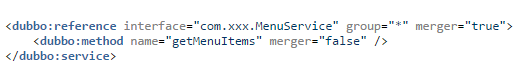 <dubbo:reference interface="com.xxx.MenuService" group="*" merger="true">
    <dubbo:method name="getMenuItems" merger="false" />
</dubbo:service>